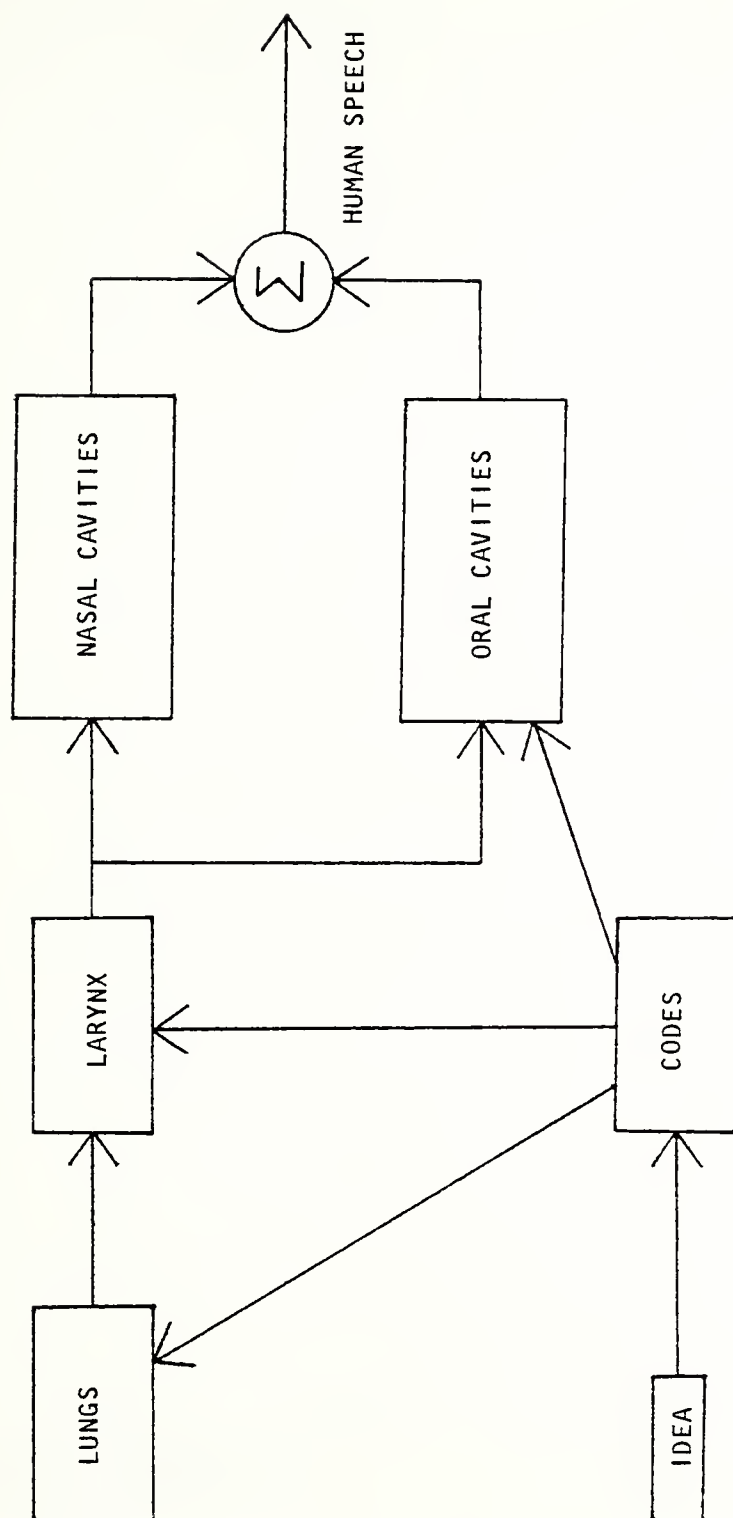 LUNGS
LARYNX
NASAL CAVITIES
ORAL CAVITIES
Σ
HUMAN SPEECH
IDEA
CODES